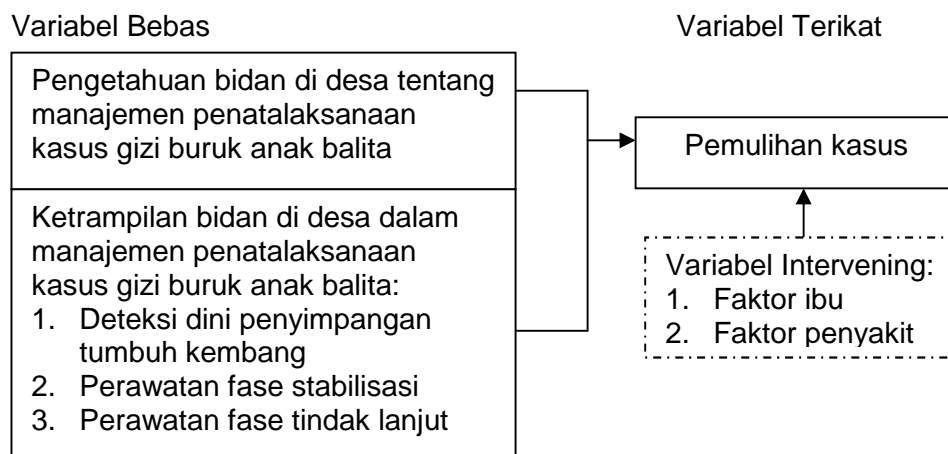 Variabel Bebas
Variabel Terikat
Pengetahuan bidan di desa tentang
manajemen penatalaksanaan
kasus gizi buruk anak balita
Ketrampilan bidan di desa dalam
manajemen penatalaksanaan
kasus gizi buruk anak balita:
1. Deteksi dini penyimpangan
tumbuh kembang
2. Perawatan fase stabilisasi
3. Perawatan fase tindak lanjut
Pemulihan kasus
Variabel Intervening:
1. Faktor ibu
2. Faktor penyakit